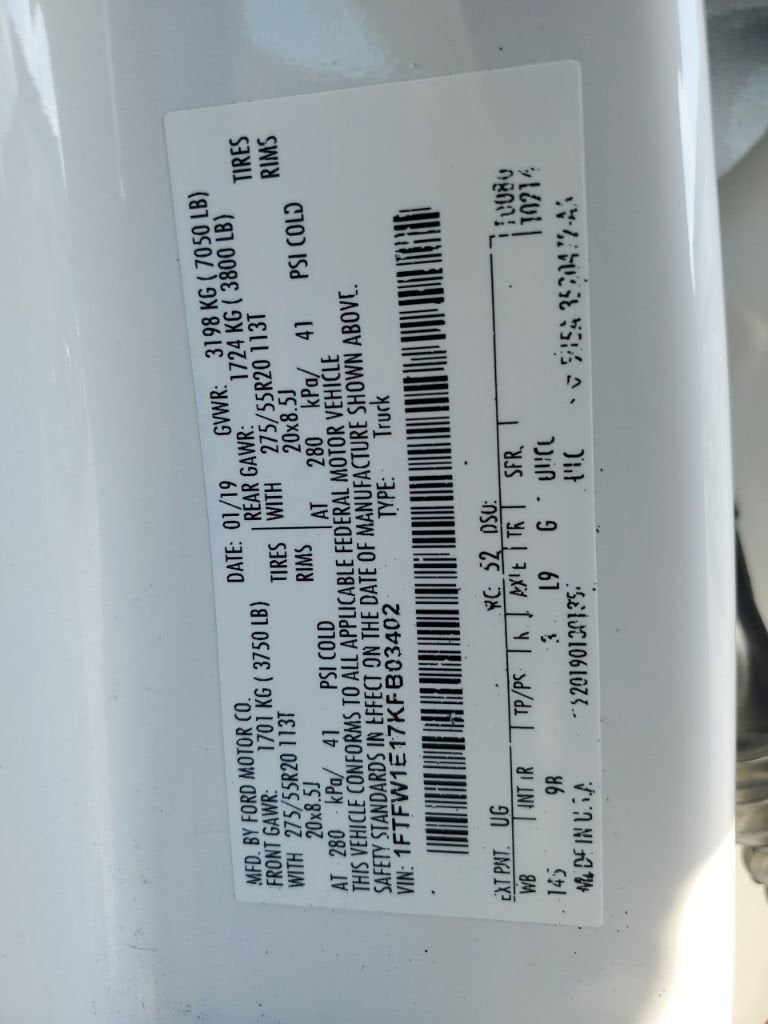 MFD. BY FORD MOTOR CO.
DATE: 01/19 GVWR: 3198 KG ( 7050 LB)
FRONT GAWR: 1701 KG ( 3750 LB)
REAR GAWR: 1724 KG ( 3800 LB)
WITH 275/55R20 113T TIRES
WITH 275/55R20 113T TIRES
20x8.5J RIMS
20x8.5J RIMS
AT 280 kPa/ 41 PSI COLD
AT 280 kPa/ 41 PSI COLD
THIS VEHICLE CONFORMS TO ALL APPLICABLE FEDERAL MOTOR VEHICLE
SAFETY STANDARDS IN EFFECT ON THE DATE OF MANUFACTURE SHOWN ABOVE.
VIN: 1FTFW1E17KFB03402 TYPE: Truck
EXT PNT: UG RC: 52 DSO:
WB INT TR TP/PS R AXLE TR SPR
145 9R 3 L9 G
10214
MADE IN U.S.A.